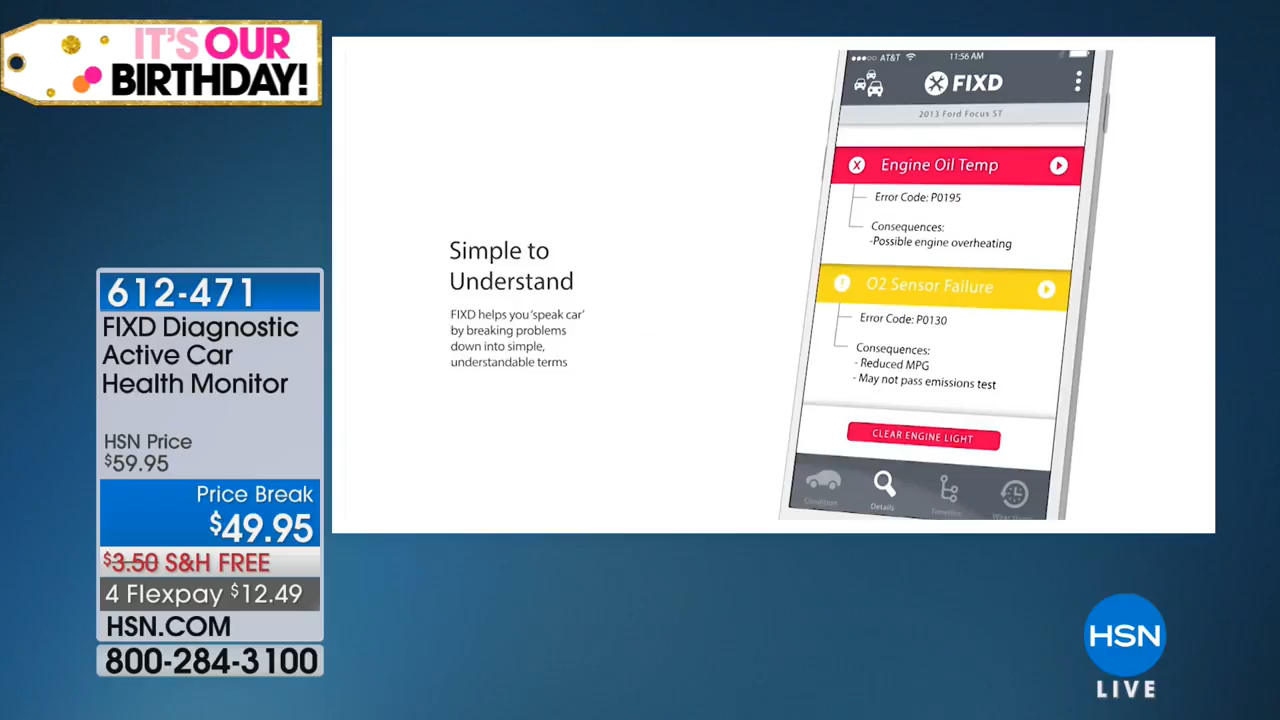 IT'S OUR
BIRTHDAY!
612-471
FIXD Diagnostic
Active Car
Health Monitor
HSN Price
$59.95
Price Break
$49.95
$3.50 S&H FREE
4 Flexpay $12.49
HSN.COM
800-284-3100
Simple to
Understand
FIXD helps you 'speak car'
by breaking problems
down into simple,
understandable terms
AT&T 11:56 AM
FIXD
2013 Ford Focus ST
X Engine Oil Temp
Error Code: P0195
Consequences:
-Possible engine overheating
! O2 Sensor Failure
Error Code: P0130
Consequences:
- Reduced MPG
- May not pass emissions test
CLEAR ENGINE LIGHT
Condition Details Timeline
HSN
LIVE